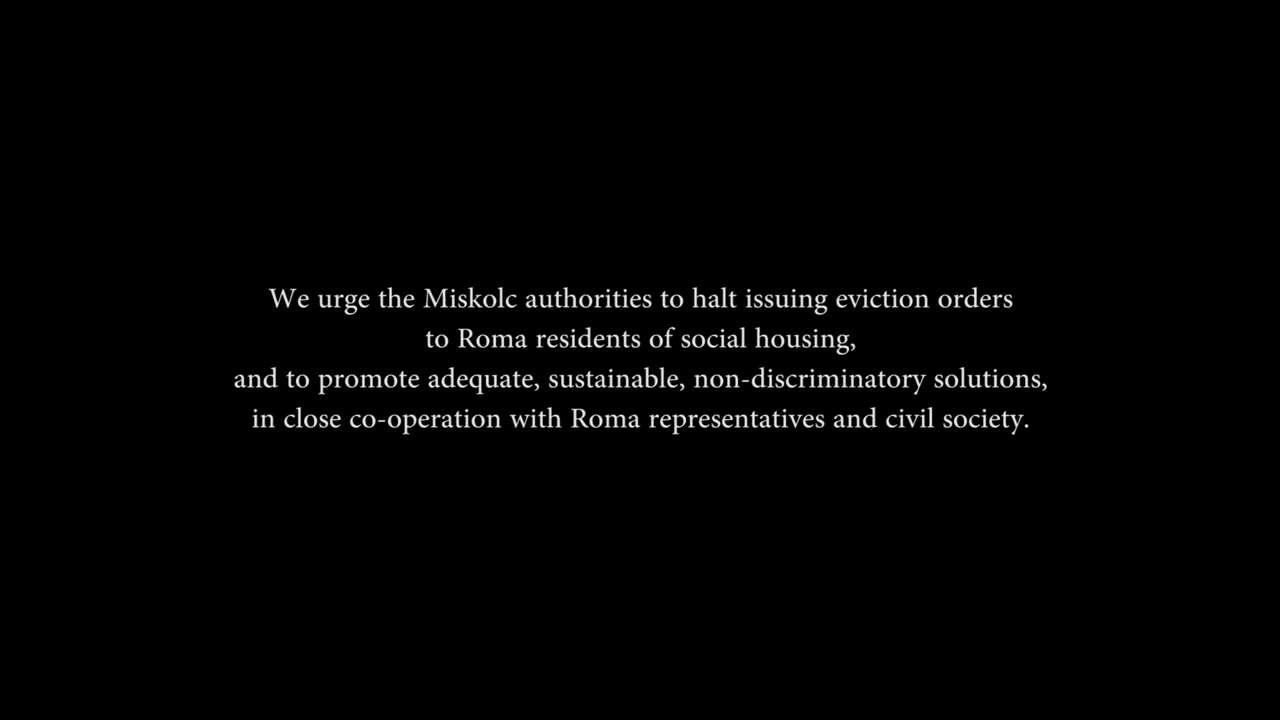 We urge the Miskolc authorities to halt issuing eviction orders
to Roma residents of social housing,
and to promote adequate, sustainable, non-discriminatory solutions,
in close co-operation with Roma representatives and civil society.